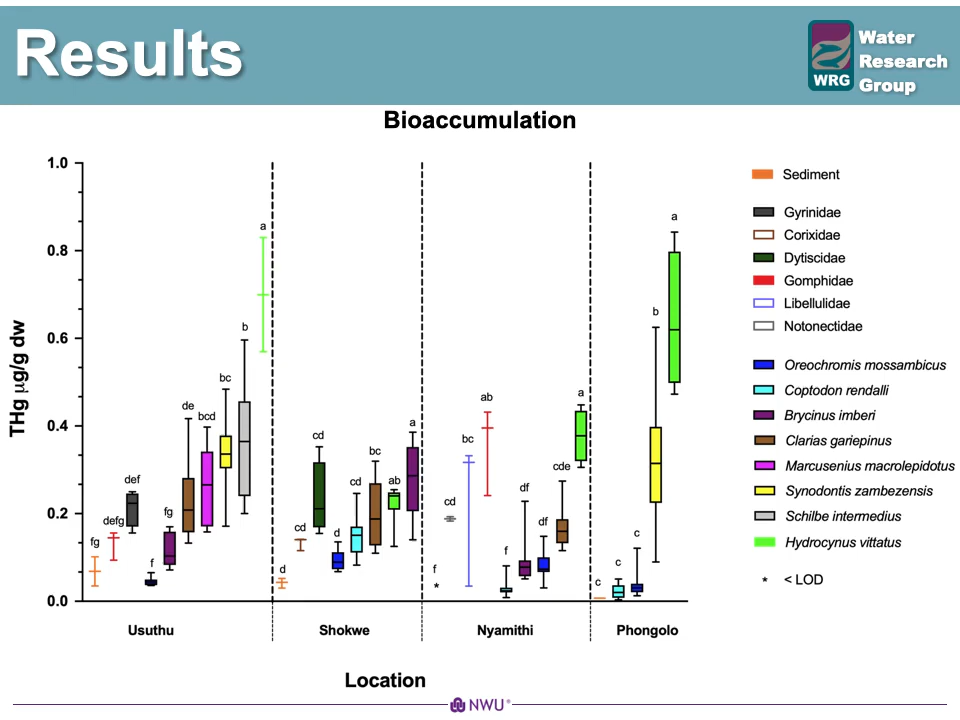 Results
WRG
Water
Research
Group
Bioaccumulation
THg µg/g dw
1.0
0.8
0.6
0.4
0.2
0.0
fg
defg
def
f
fg
de
bcd
bc
b
a
d
cd
cd
d
cd
bc
ab
a
f
cd
bc
ab
f
df
df
cde
a
c
c
c
b
a
*
Usuthu
Shokwe
Nyamithi
Phongolo
Location
Sediment
Gyrinidae
Corixidae
Dytiscidae
Gomphidae
Libellulidae
Notonectidae
Oreochromis mossambicus
Coptodon rendalli
Brycinus imberi
Clarias gariepinus
Marcusenius macrolepidotus
Synodontis zambezensis
Schilbe intermedius
Hydrocynus vittatus
* < LOD
NWU®